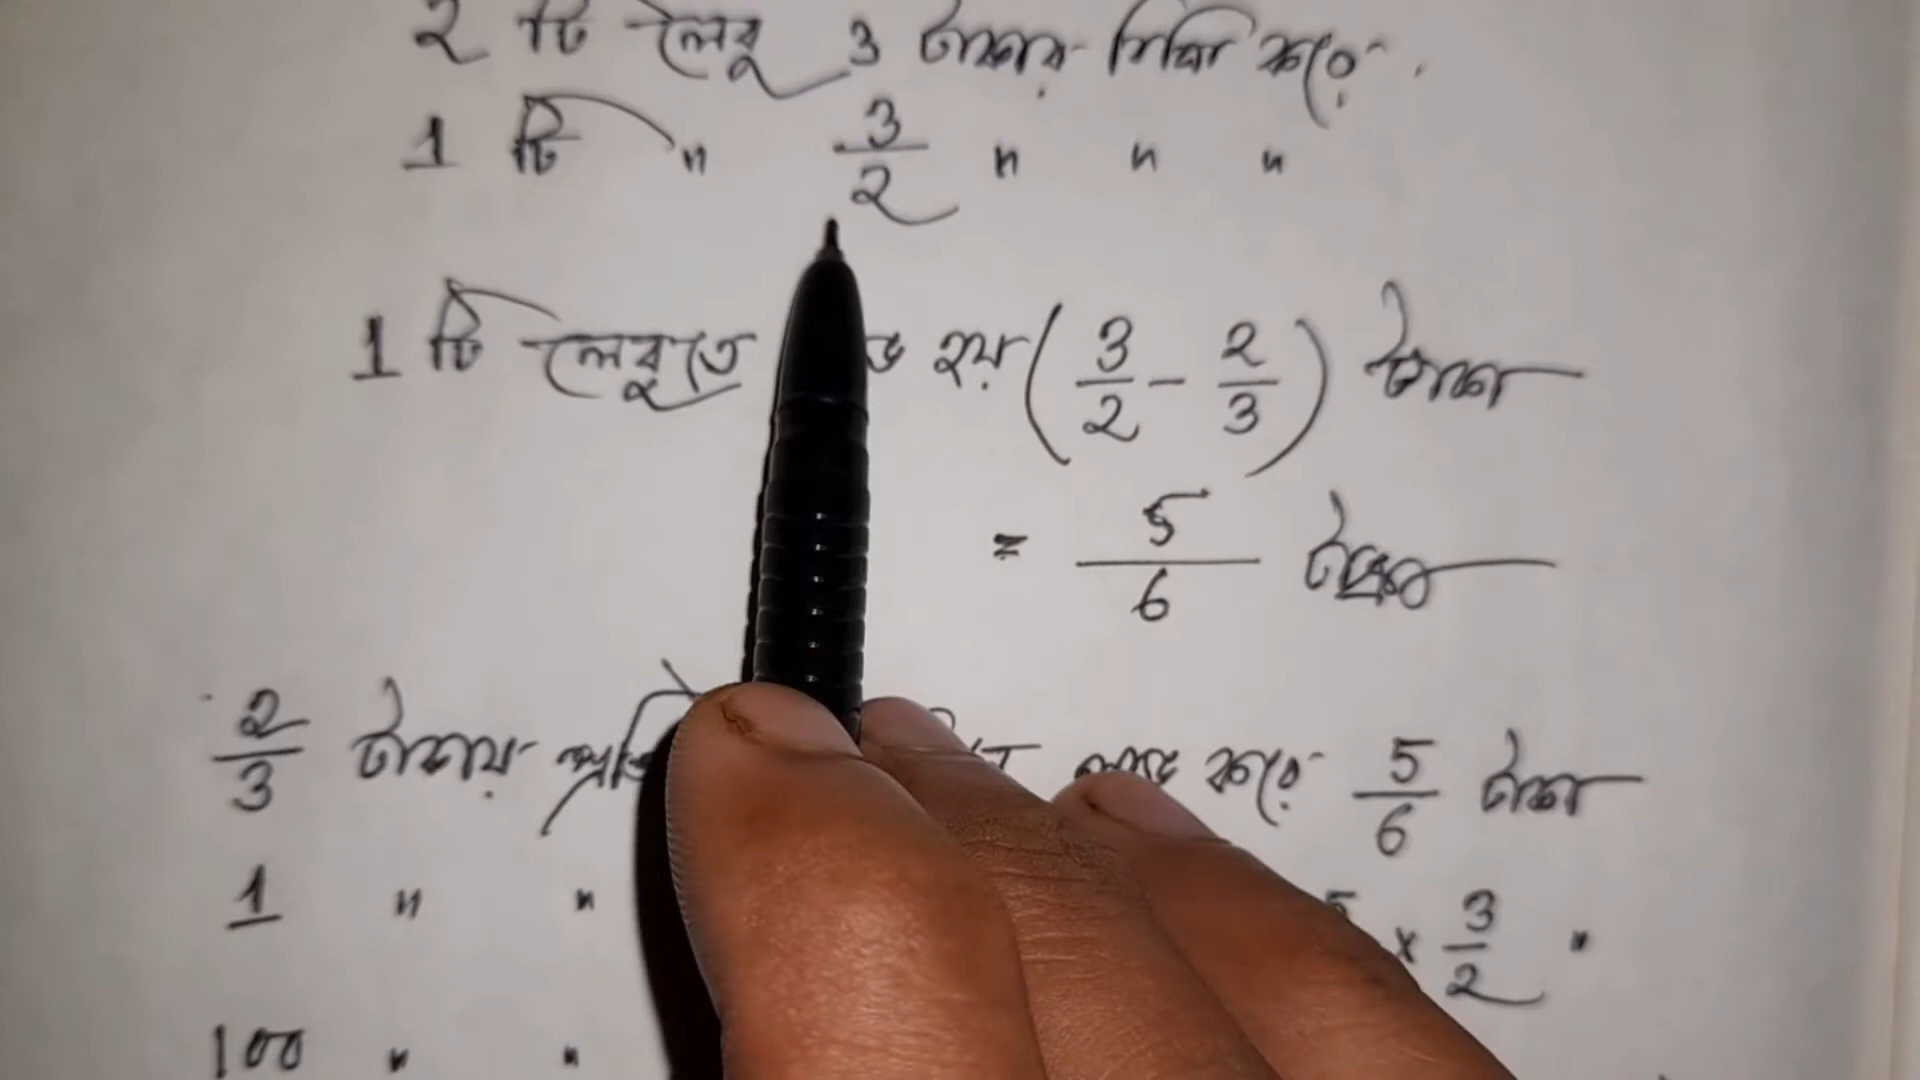 2 টি লেবু 3 টাকায় বিক্রি করে.
1 টি " 3/2 " " "
1 টি লেবুতে হয় (3/2 - 2/3) টাকা
= 5/6 টাকা
2/3 টাকায় লাভ করে 5/6 টাকা
1 " " × 3/2 "
100 " "